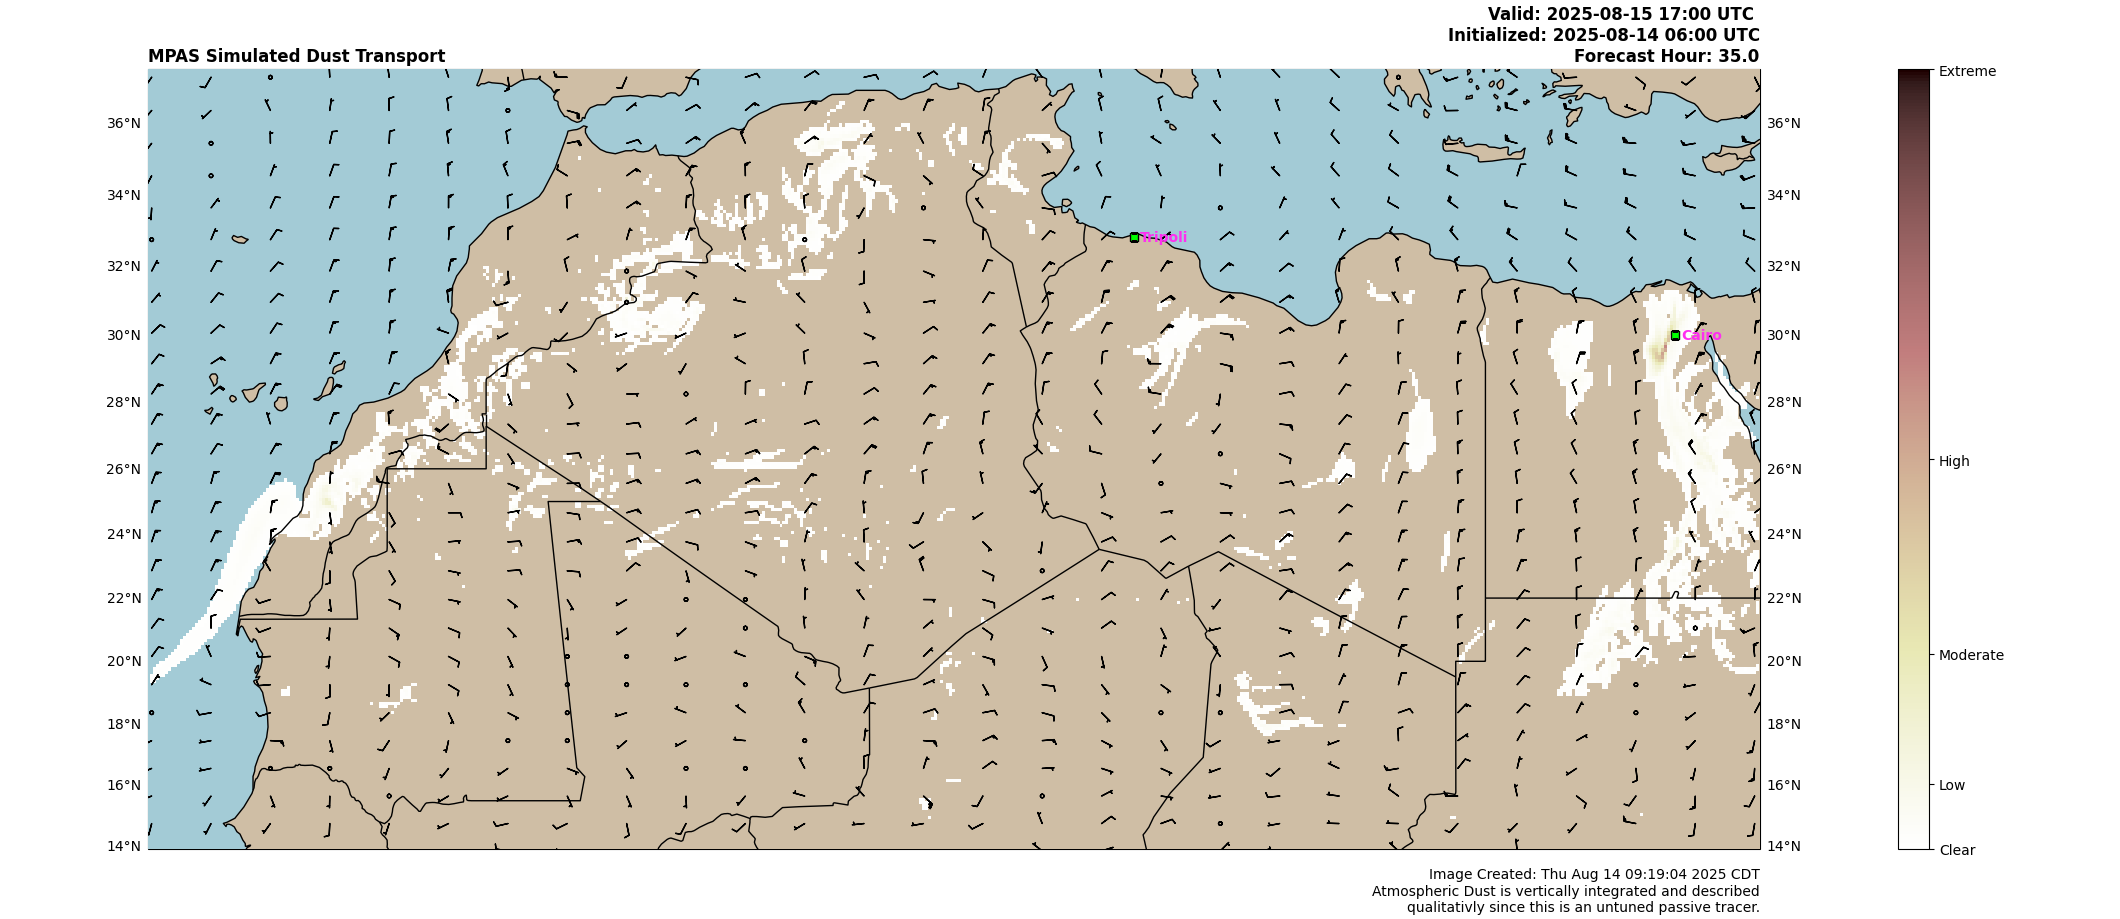 Valid: 2025-08-15 17:00 UTC
Initialized: 2025-08-14 06:00 UTC
MPAS Simulated Dust Transport
Forecast Hour: 35.0
Extreme
36°N 36°N
34°N 34°N
Tripoli
32°N 32°N
30°N 30°N
Cairo
28°N 28°N
26°N 26°N
High
24°N 24°N
22°N 22°N
20°N 20°N
Moderate
18°N 18°N
16°N 16°N
Low
14°N 14°N
Clear
Image Created: Thu Aug 14 09:19:04 2025 CDT
Atmospheric Dust is vertically integrated and described
qualitativly since this is an untuned passive tracer.